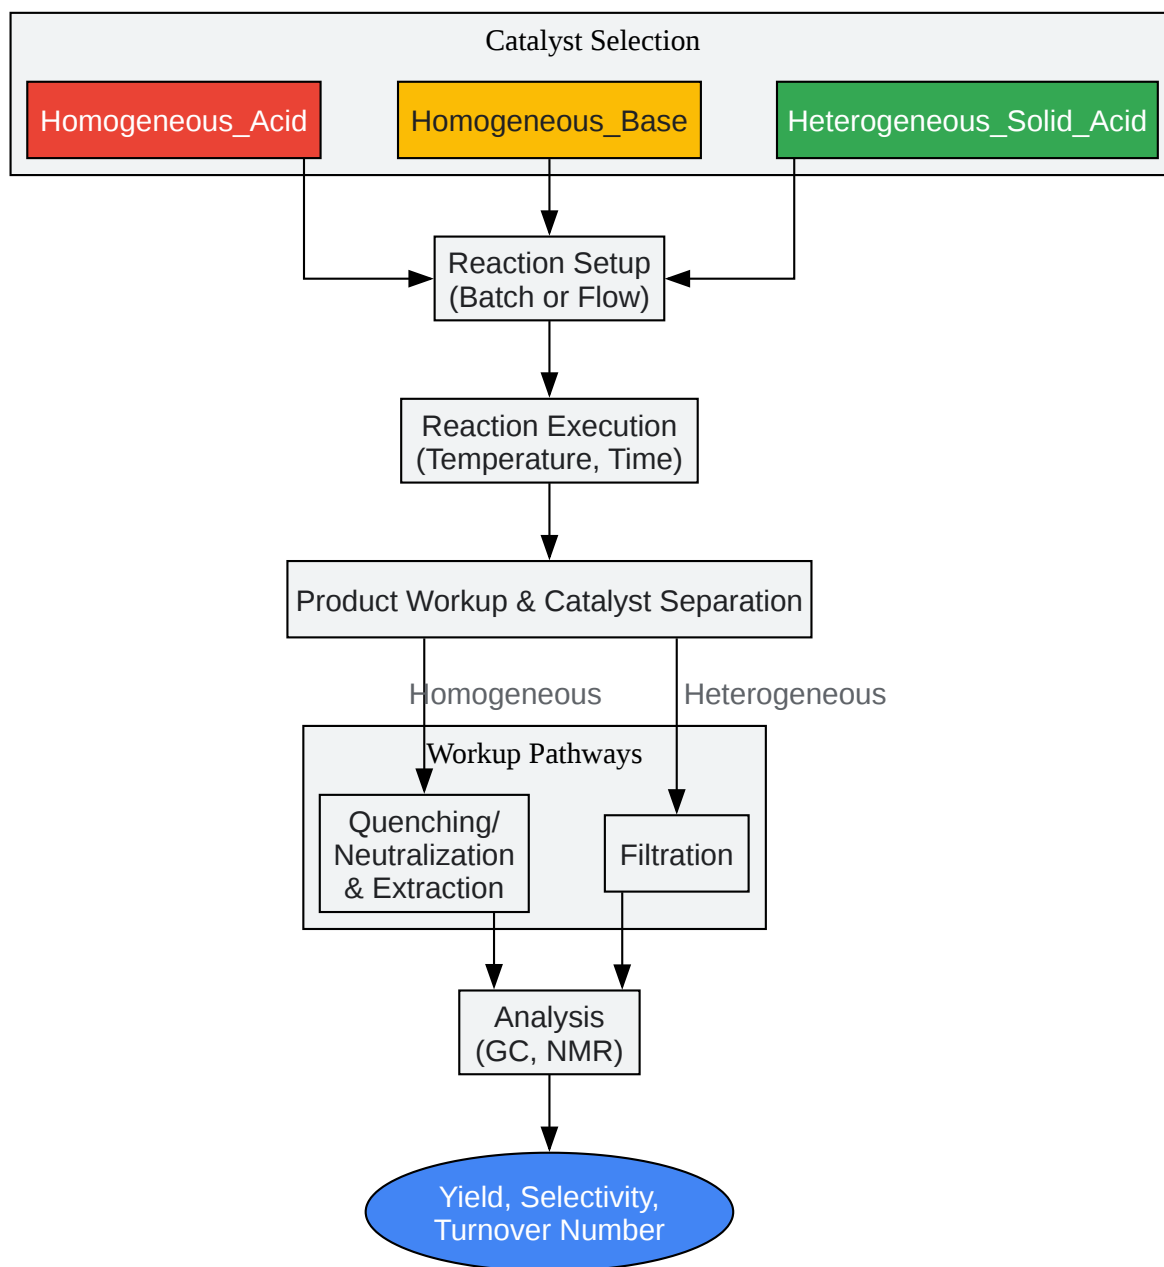 Catalyst Selection
Homogeneous_Acid
Homogeneous_Base
Heterogeneous_Solid_Acid
Reaction Setup
(Batch or Flow)
Reaction Execution
(Temperature, Time)
Product Workup & Catalyst Separation
Homogeneous
Heterogeneous
Workup Pathways
Quenching/
Neutralization
& Extraction
Filtration
Analysis
(GC, NMR)
Yield, Selectivity,
Turnover Number